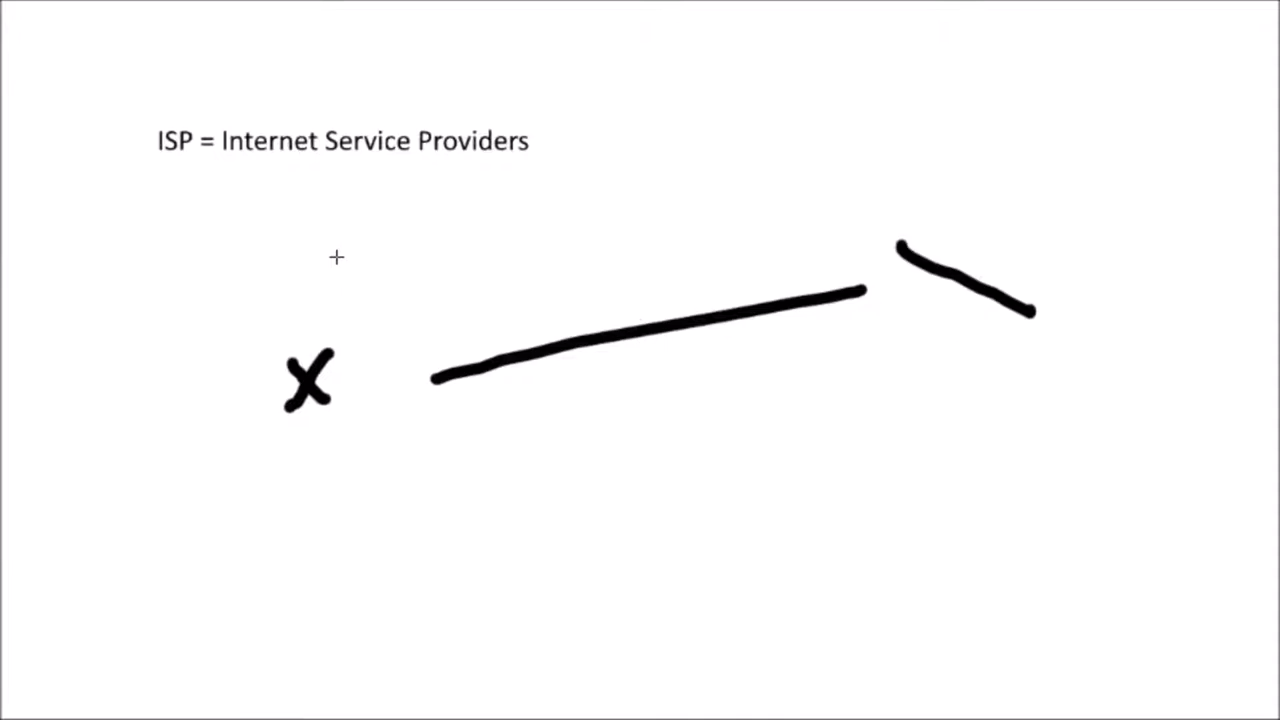 ISP = Internet Service Providers
X